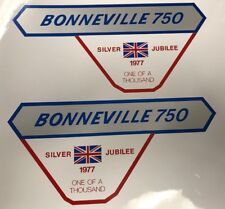 BONNEVILLE 750
SILVER JUBILEE
1977
ONE OF A
THOUSAND
BONNEVILLE 750
SILVER JUBILEE
1977
ONE OF A
THOUSAND